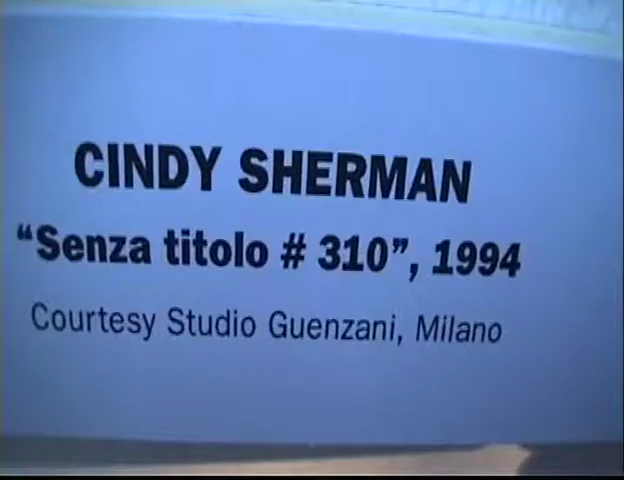 CINDY SHERMAN
“Senza titolo # 310”, 1994
Courtesy Studio Guenzani, Milano